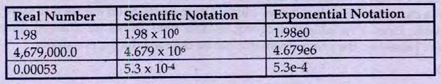 Real Number Scientific Notation Exponential Notation
1.98 1.98 x 10⁰ 1.98e0
4,679,000.0 4.679 x 10⁶ 4.679e6
0.00053 5.3 x 10⁻⁴ 5.3e-4